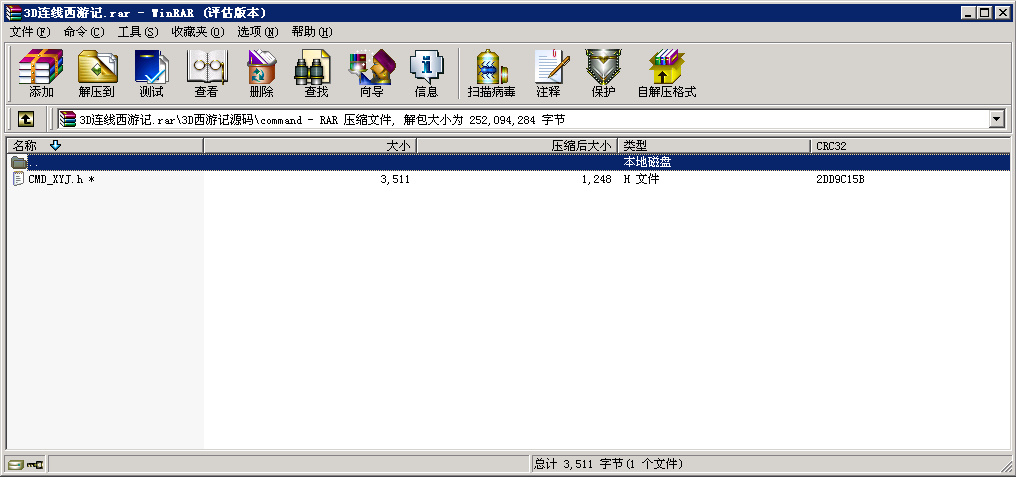 3D连线西游记.rar - WinRAR (评估版本)
文件(F) 命令(C) 工具(S) 收藏夹(O) 选项(N) 帮助(H)
添加 解压到 测试 查看 删除 查找 向导 信息 扫描病毒 注释 保护 自解压格式
3D连线西游记.rar\3D西游记源码\command - RAR 压缩文件, 解包大小为 252,094,284 字节
名称 大小 压缩后大小 类型 CRC32
.. 本地磁盘
CMD_XYJ.h * 3,511 1,248 H 文件 2DD9C15B
总计 3,511 字节(1 个文件)